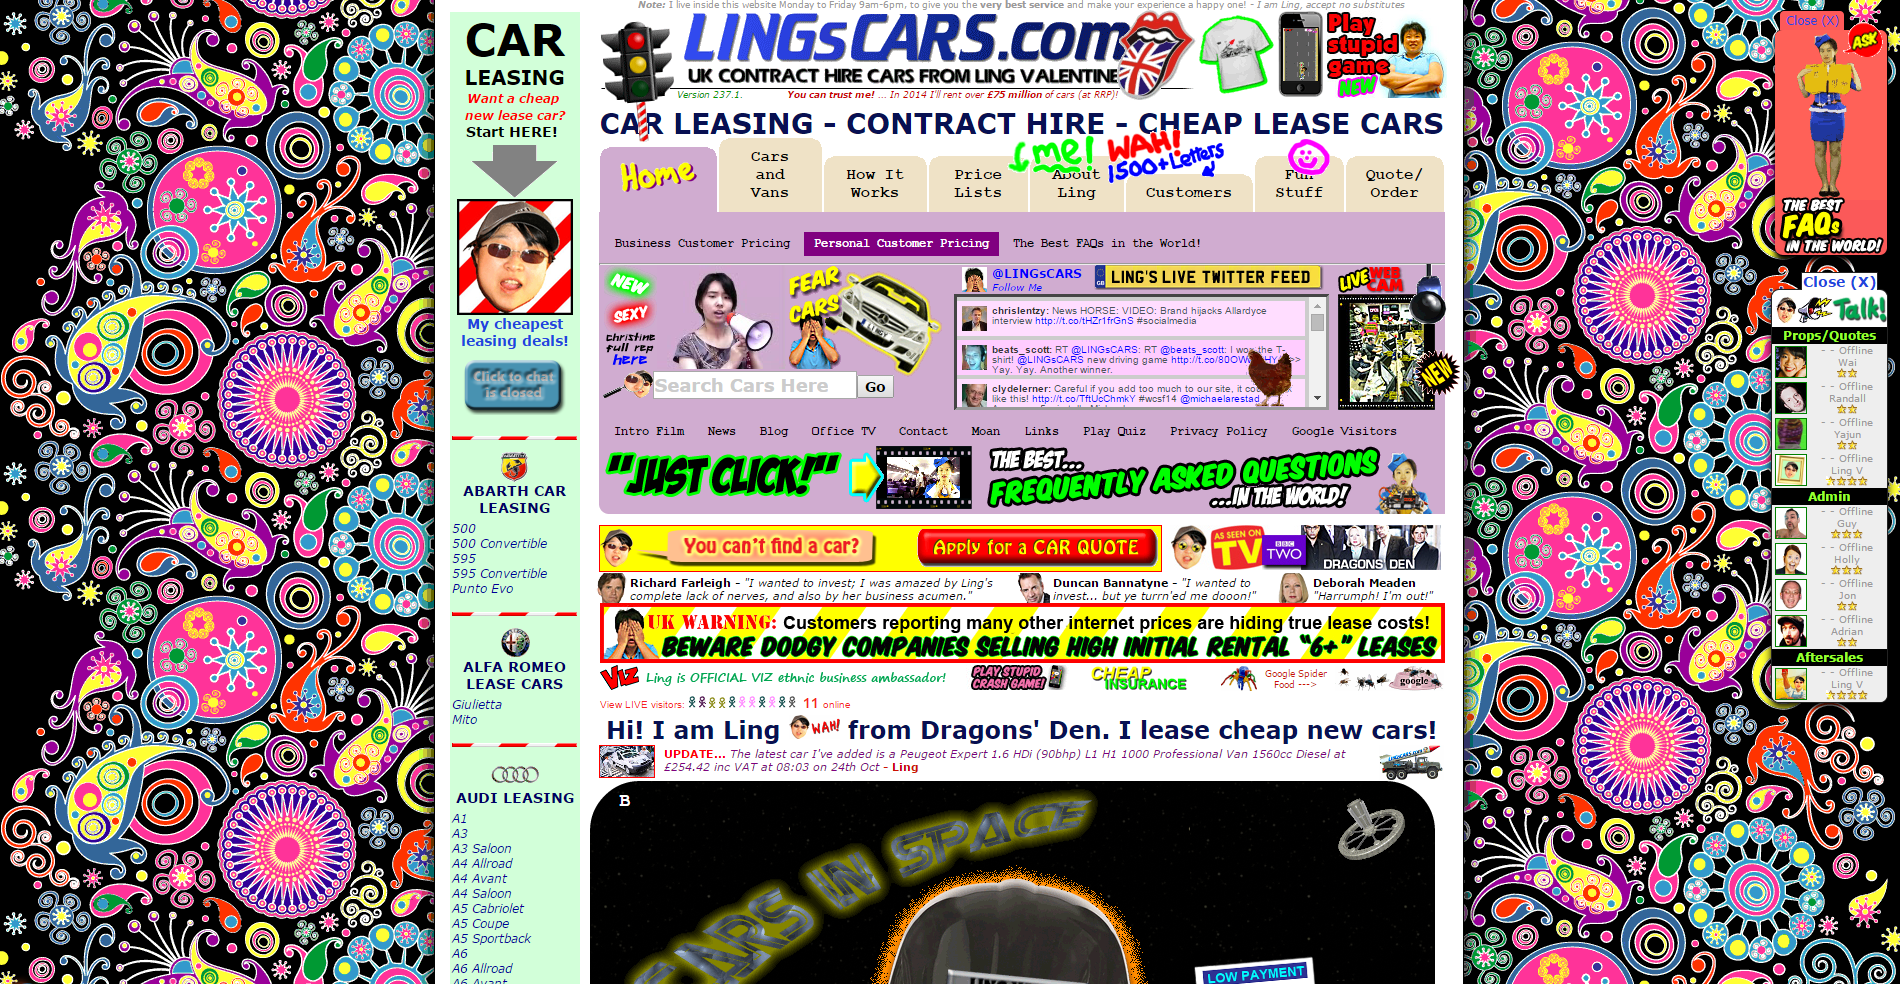 Note: I live inside this website Monday to Friday 9am-6pm, to give you the very best service and make your experience a happy one! - I am Ling, accept no substitutes
CAR
LEASING
Want a cheap
new lease car?
Start HERE!
My cheapest
leasing deals!
Click to chat
is closed
ABARTH CAR
LEASING
500
500 Convertible
595
595 Convertible
Punto Evo
ALFA ROMEO
LEASE CARS
Giulietta
Mito
AUDI LEASING
A1
A3
A3 Saloon
A4 Allroad
A4 Avant
A4 Saloon
A5 Cabriolet
A5 Coupe
A5 Sportback
A6
A6 Allroad
A6 Avant
LINGsCARS.com
UK CONTRACT HIRE CARS FROM LING VALENTINE
Version 237.1.
You can trust me! ... In 2014 I'll rent over £75 million of cars (at RRP)!
Play
stupid
game
NEW
CAR LEASING - CONTRACT HIRE - CHEAP LEASE CARS
me!
WAH!
1500+Letters
Home
Cars
and
Vans
How It
Works
Price
Lists
About
Ling
Customers
Fun
Stuff
Quote/
Order
Business Customer Pricing
Personal Customer Pricing
The Best FAQs in the World!
NEW
SEXY
christine
full rep
here
FEAR
CARS
LINGY
Search Cars Here
Go
@LINGsCARS
Follow Me
GB
LING'S LIVE TWITTER FEED
chrislentzy: News HORSE: VIDEO: Brand hijacks Allardyce
interview http://t.co/tHZr1frGnS #socialmedia
beats_scott: RT @LINGsCARS: RT @beats_scott: I won the T-
shirt! @LINGsCARS new driving game
Yay. Yay. Another winner.
clydelerner: Careful if you add too much to our site, it
like this! http://t.co/TftUcChmkY #wcsf14 @michaelarestad
LIVE WEB
CAM
NEW
Intro Film
News
Blog
Office TV
Contact
Moan
Links
Play Quiz
Privacy Policy
Google Visitors
"JUST CLICK!"
THE BEST...
FREQUENTLY ASKED QUESTIONS
...IN THE WORLD!
You can't find a car?
Apply for a CAR QUOTE
AS SEEN ON
TV
BBC
TWO
DRAGONS DEN
Richard Farleigh - "I wanted to invest; I was amazed by Ling's
complete lack of nerves, and also by her business acumen."
Duncan Bannatyne - "I wanted to
invest... but ye turrn'ed me dooon!"
Deborah Meaden
"Harrumph! I'm out!"
UK WARNING: Customers reporting many other internet prices are hiding true lease costs!
BEWARE DODGY COMPANIES SELLING HIGH INITIAL RENTAL "6+" LEASES
VIZ
Ling is OFFICIAL VIZ ethnic business ambassador!
PLAY STUPID
CRASH GAME!
CHEAP
INSURANCE
Google Spider
Food --->
google
View LIVE visitors:
11 online
Hi! I am Ling
WAH!
from Dragons' Den. I lease cheap new cars!
UPDATE... The latest car I've added is a Peugeot Expert 1.6 HDi (90bhp) L1 H1 1000 Professional Van 1560cc Diesel at
£254.42 inc VAT at 08:03 on 24th Oct - Ling
B
CARS IN SPACE
LOW PAYMENT
Close (X)
ASK
THE BEST
FAQs
IN THE WORLD!
Close (X)
Talk!
Props/Quotes
- - Offline
Wai
- - Offline
Randall
- - Offline
Yajun
- - Offline
Ling V
Admin
- - Offline
Guy
- - Offline
Holly
- - Offline
Jon
- - Offline
Adrian
Aftersales
- - Offline
Ling V